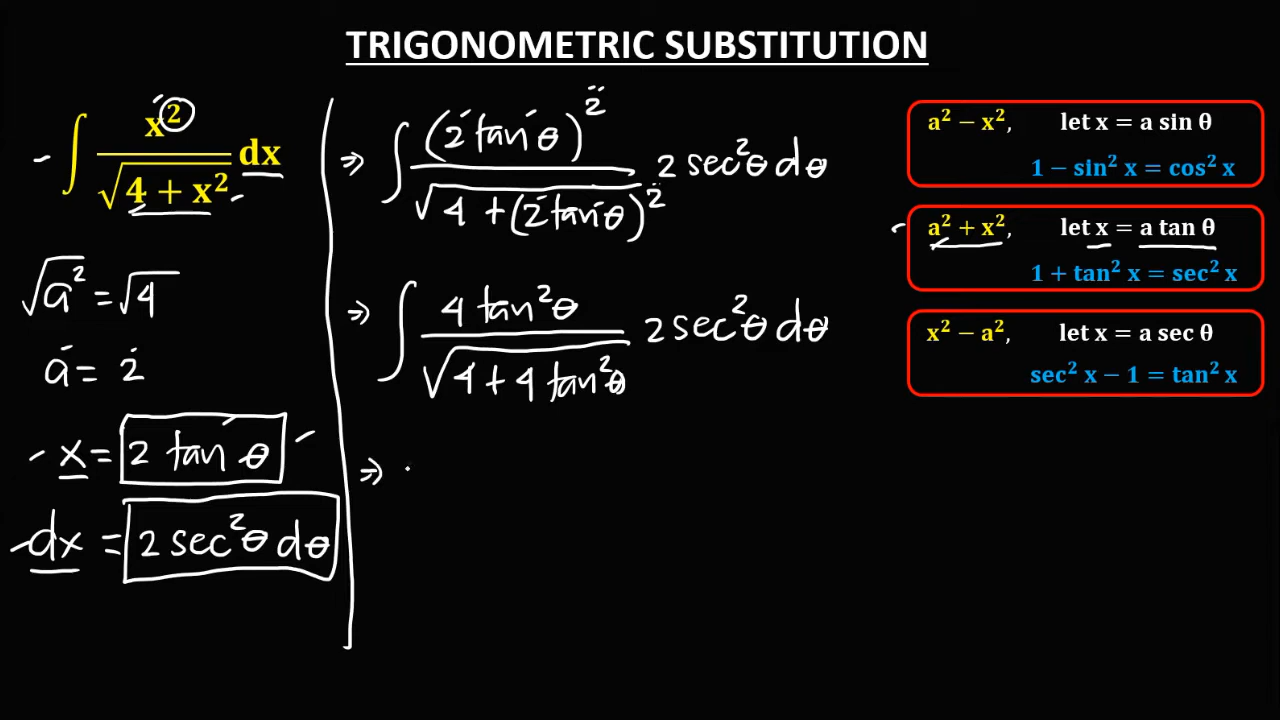 TRIGONOMETRIC SUBSTITUTION
∫ x² / √(4 + x²) dx
√a² = √4
a = 2
x = 2 tan θ
dx = 2 sec²θ dθ
⇒ ∫ (2 tan θ)² / √(4 + (2 tan θ)²) 2 sec²θ dθ
⇒ ∫ 4 tan²θ / √(4 + 4 tan²θ) 2 sec²θ dθ
⇒
a² − x², let x = a sin θ
1 − sin² x = cos² x
a² + x², let x = a tan θ
1 + tan² x = sec² x
x² − a², let x = a sec θ
sec² x − 1 = tan² x